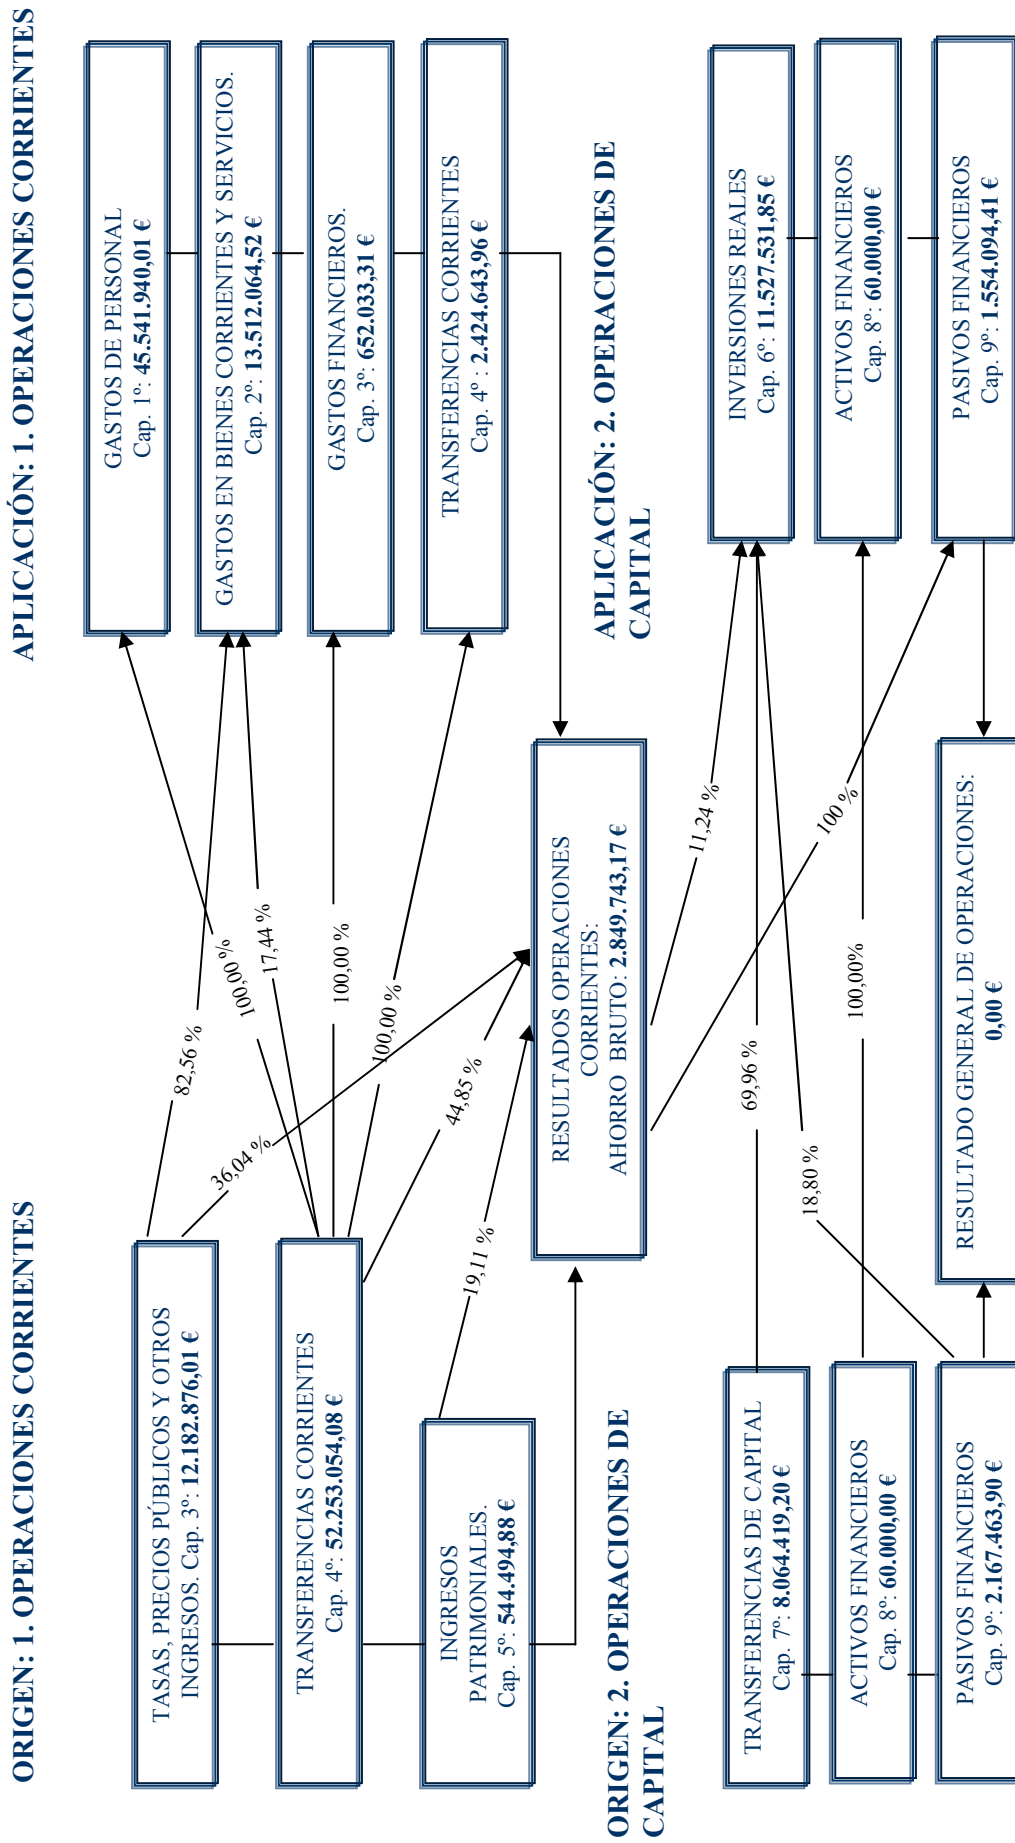 ORIGEN: 1. OPERACIONES CORRIENTES
APLICACIÓN: 1. OPERACIONES CORRIENTES
TASAS, PRECIOS PÚBLICOS Y OTROS
INGRESOS. Cap. 3º: 12.182.876,01 €
TRANSFERENCIAS CORRIENTES
Cap. 4º: 52.253.054,08 €
INGRESOS
PATRIMONIALES.
Cap. 5º: 544.494,88 €
82,56 %
36,04 %
100,00 %
17,44 %
100,00 %
100,00 %
44,85 %
19,11 %
GASTOS DE PERSONAL
Cap. 1º: 45.541.940,01 €
GASTOS EN BIENES CORRIENTES Y SERVICIOS.
Cap. 2º: 13.512.064,52 €
GASTOS FINANCIEROS.
Cap. 3º: 652.033,31 €
TRANSFERENCIAS CORRIENTES
Cap. 4º : 2.424.643,96 €
RESULTADOS OPERACIONES
CORRIENTES:
AHORRO BRUTO: 2.849.743,17 €
ORIGEN: 2. OPERACIONES DE
CAPITAL
APLICACIÓN: 2. OPERACIONES DE
CAPITAL
TRANSFERENCIAS DE CAPITAL
Cap. 7º: 8.064.419,20 €
ACTIVOS FINANCIEROS
Cap. 8º: 60.000,00 €
PASIVOS FINANCIEROS
Cap. 9º: 2.167.463,90 €
11,24 %
69,96 %
100 %
100,00%
18,80 %
INVERSIONES REALES
Cap. 6º: 11.527.531,85 €
ACTIVOS FINANCIEROS
Cap. 8º: 60.000,00 €
PASIVOS FINANCIEROS
Cap. 9º: 1.554.094,41 €
RESULTADO GENERAL DE OPERACIONES:
0,00 €